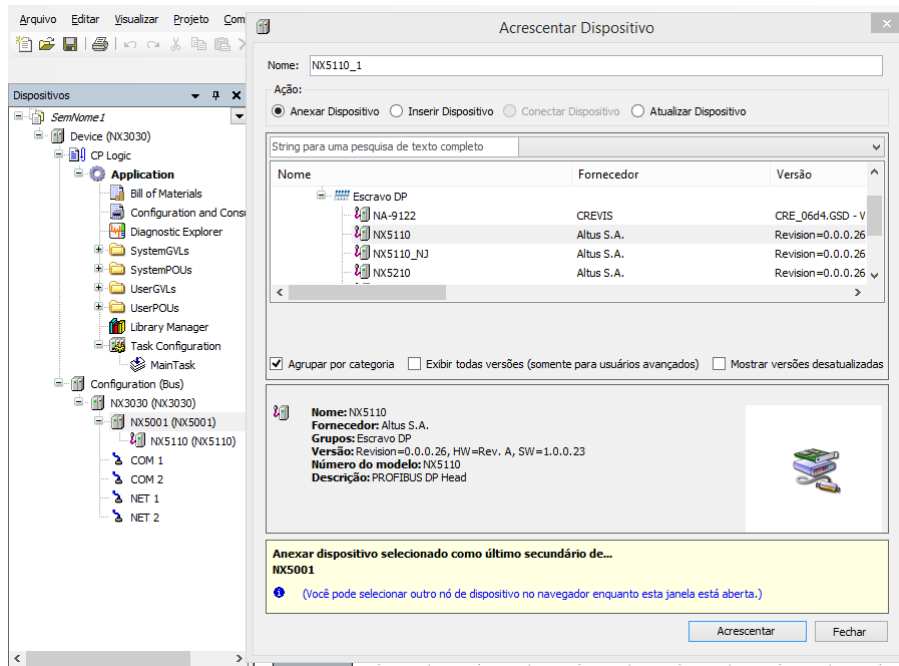 Arquivo Editar Visualizar Projeto Com
Dispositivos
SemNome1
Device (NX3030)
CP Logic
Application
Bill of Materials
Configuration and Consu
Diagnostic Explorer
SystemGVLs
SystemPOUs
UserGVLs
UserPOUs
Library Manager
Task Configuration
MainTask
Configuration (Bus)
NX3030 (NX3030)
NX5001 (NX5001)
NX5110 (NX5110)
COM 1
COM 2
NET 1
NET 2
Acrescentar Dispositivo
Nome: NX5110_1
Ação:
Anexar Dispositivo Inserir Dispositivo Conectar Dispositivo Atualizar Dispositivo
String para uma pesquisa de texto completo
Nome Fornecedor Versão
Escravo DP
NA-9122 CREVIS CRE_06d4.GSD - V
NX5110 Altus S.A. Revision=0.0.0.26
NX5110_NJ Altus S.A. Revision=0.0.0.26
NX5210 Altus S.A. Revision=0.0.0.26
Agrupar por categoria Exibir todas versões (somente para usuários avançados) Mostrar versões desatualizadas
Nome: NX5110
Fornecedor: Altus S.A.
Grupos: Escravo DP
Versão: Revision=0.0.0.26, HW=Rev. A, SW=1.0.0.23
Número do modelo: NX5110
Descrição: PROFIBUS DP Head
Anexar dispositivo selecionado como último secundário de...
NX5001
(Você pode selecionar outro nó de dispositivo no navegador enquanto esta janela está aberta.)
Acrescentar Fechar